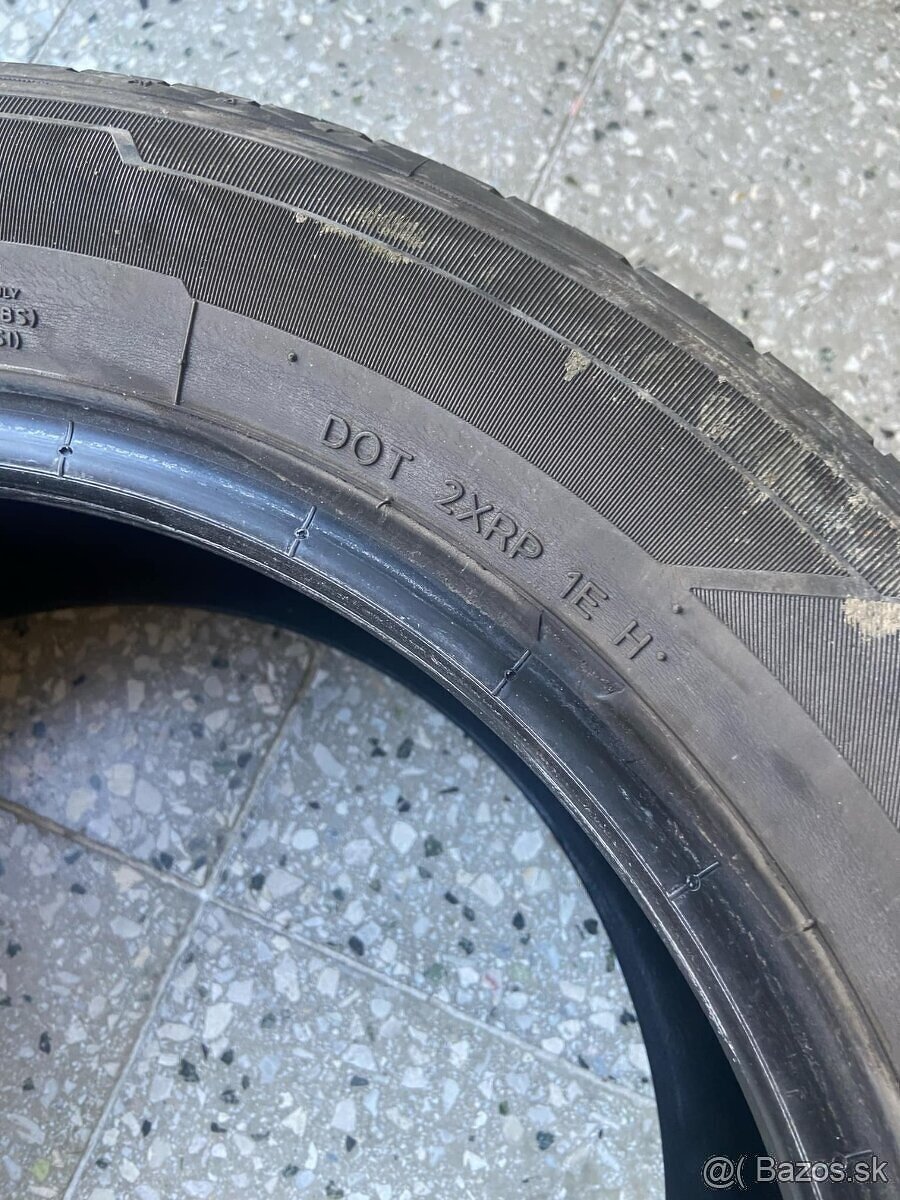 DOT 2XRP 1E H
@( Bazos.sk